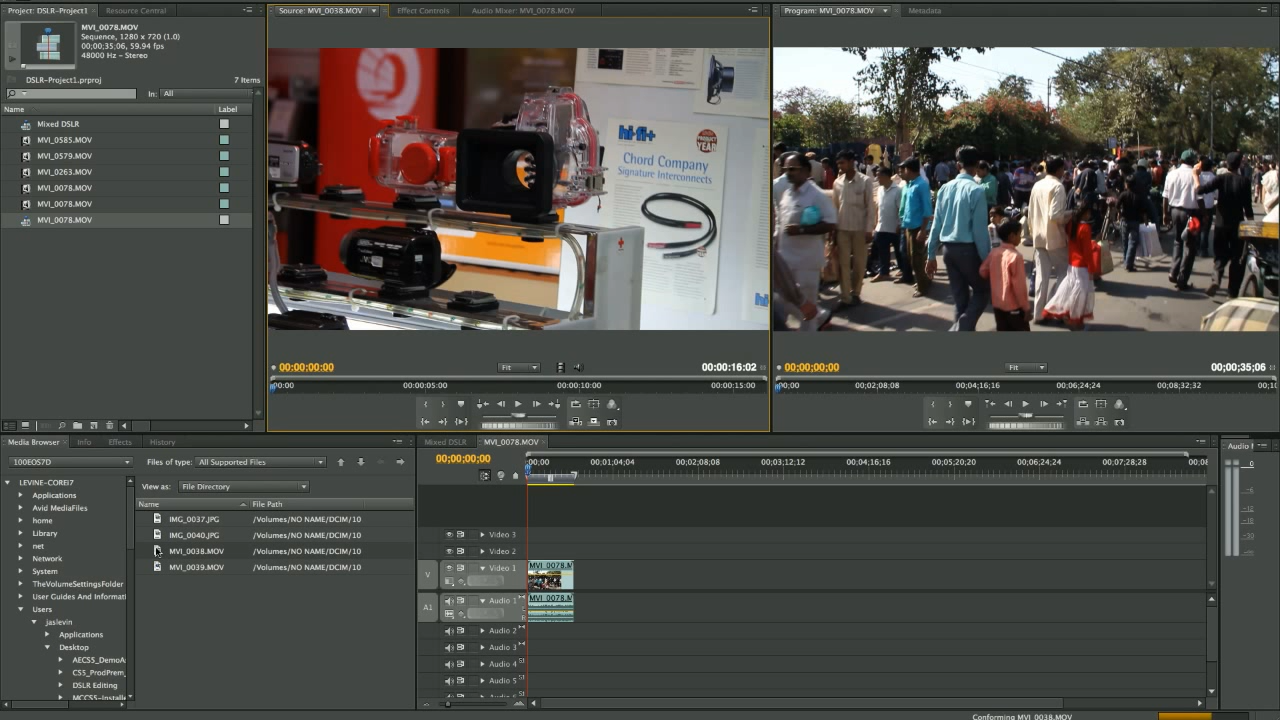 Project: DSLR-Project1 Resource Central
MVI_0078.MOV
Sequence, 1280 x 720 (1.0)
00;00;35;06, 59.94 fps
48000 Hz - Stereo
DSLR-Project1.prproj 7 Items
In: All
Name Label
Mixed DSLR
MVI_0585.MOV
MVI_0579.MOV
MVI_0263.MOV
MVI_0078.MOV
MVI_0078.MOV
MVI_0078.MOV
Source: MVI_0038.MOV Effect Controls Audio Mixer: MVI_0078.MOV
hi-fi+
PRODUCT
YEAR
Chord Company
Signature Interconnects
hi
00:00:00:00 Fit 00:00:16:02
00:00 00:00:05:00 00:00:10:00 00:00:15:00
Program: MVI_0078.MOV Metadata
00;00;00;00 Fit 00;00;35;06
00;00 00;02;08;08 00;04;16;16 00;06;24;24 00;08;32;32 00;10
Media Browser Info Effects History
100EOS7D Files of type: All Supported Files
View as: File Directory
LEVINE-COREI7
Applications
Avid MediaFiles
home
Library
net
Network
System
TheVolumeSettingsFolder
User Guides And Informati
Users
jaslevin
Applications
Desktop
AECS5_DemoA
CS5_ProdPrem_
DSLR Editing
MCCS5-Installe
Name File Path
IMG_0037.JPG /Volumes/NO NAME/DCIM/10
IMG_0040.JPG /Volumes/NO NAME/DCIM/10
MVI_0038.MOV /Volumes/NO NAME/DCIM/10
MVI_0039.MOV /Volumes/NO NAME/DCIM/10
Mixed DSLR MVI_0078.MOV
00;00;00;00
00;00 00;01;04;04 00;02;08;08 00;03;12;12 00;04;16;16 00;05;20;20 00;06;24;24 00;07;28;28 00;08
Video 3
Video 2
V Video 1
MVI_0078.M
A1 Audio 1
MVI_0078.M
Audio 2
Audio 3
Audio 4
Audio 5
Audio
0
-6
-12
-18
-30
Conforming MVI_0038.MOV